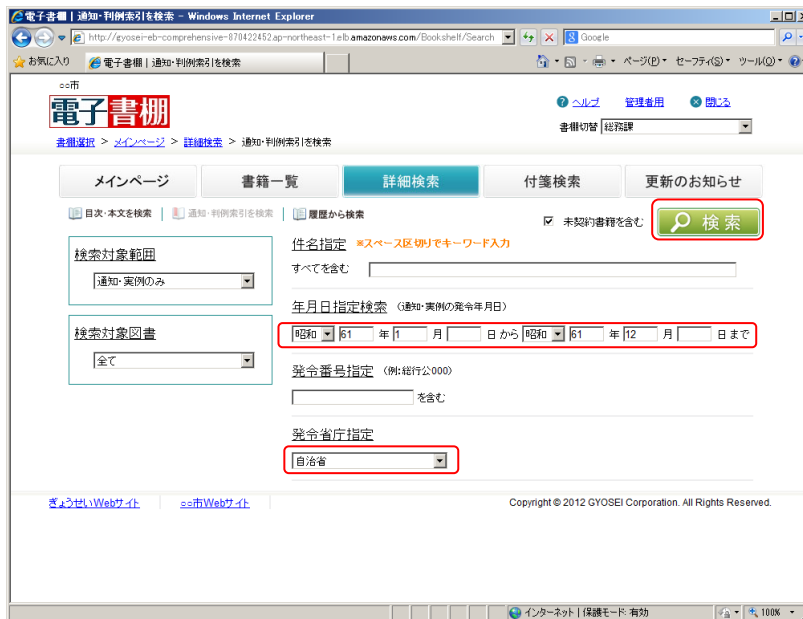 電子書棚 | 通知・判例索引を検索 - Windows Internet Explorer
http://gyosei-eb-comprehensive-870422452.ap-northeast-1.elb.amazonaws.com/Bookshelf/Search
Google
お気に入り 電子書棚 | 通知・判例索引を検索 ページ(P) セーフティ(S) ツール(O)
○○市
電子書棚
ヘルプ 管理者用 閉じる
書棚切替 総務課
書棚選択 > メインページ > 詳細検索 > 通知・判例索引を検索
メインページ 書籍一覧 詳細検索 付箋検索 更新のお知らせ
目次・本文を検索 | 通知・判例索引を検索 | 履歴から検索
未契約書籍を含む 検索
検索対象範囲
通知・実例のみ
検索対象図書
全て
件名指定 ※スペース区切りでキーワード入力
すべてを含む
年月日指定検索 (通知・実例の発令年月日)
昭和 61 年 1 月 日 から 昭和 61 年 12 月 日 まで
発令番号指定 (例:総行公000)
を含む
発令省庁指定
自治省
ぎょうせいWebサイト | ○○市Webサイト |
Copyright © 2012 GYOSEI Corporation. All Rights Reserved.
インターネット | 保護モード: 有効 100%